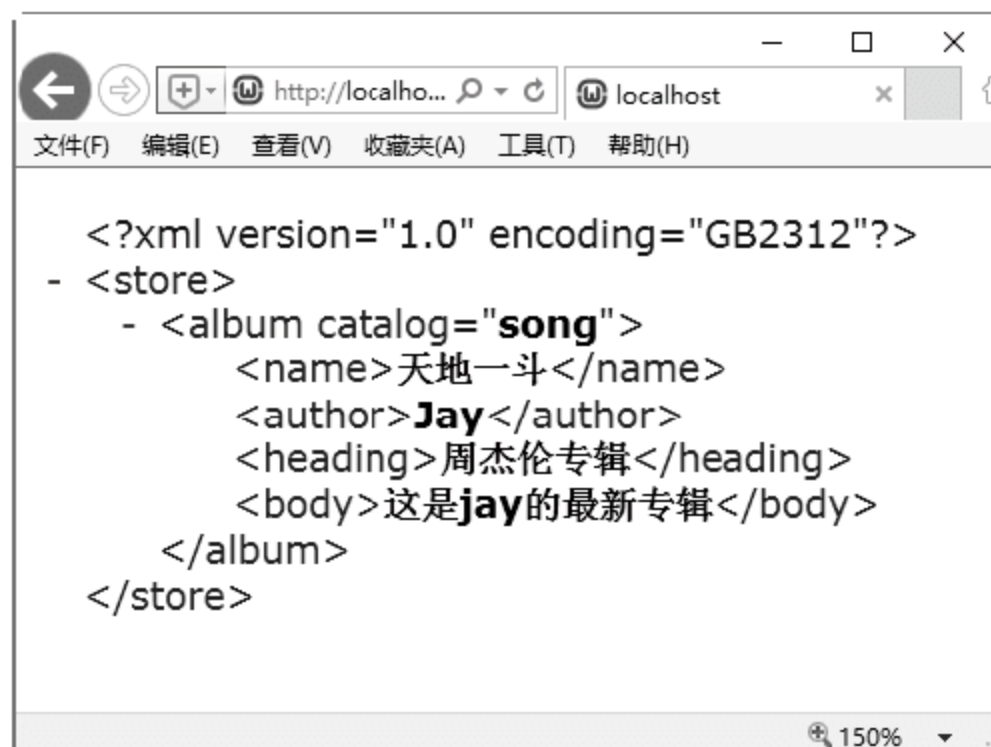 http://localho... localhost
文件(F) 编辑(E) 查看(V) 收藏夹(A) 工具(T) 帮助(H)
<?xml version="1.0" encoding="GB2312"?>
- <store>
- <album catalog="song">
<name>天地一斗</name>
<author>Jay</author>
<heading>周杰伦专辑</heading>
<body>这是jay的最新专辑</body>
</album>
</store>
150%